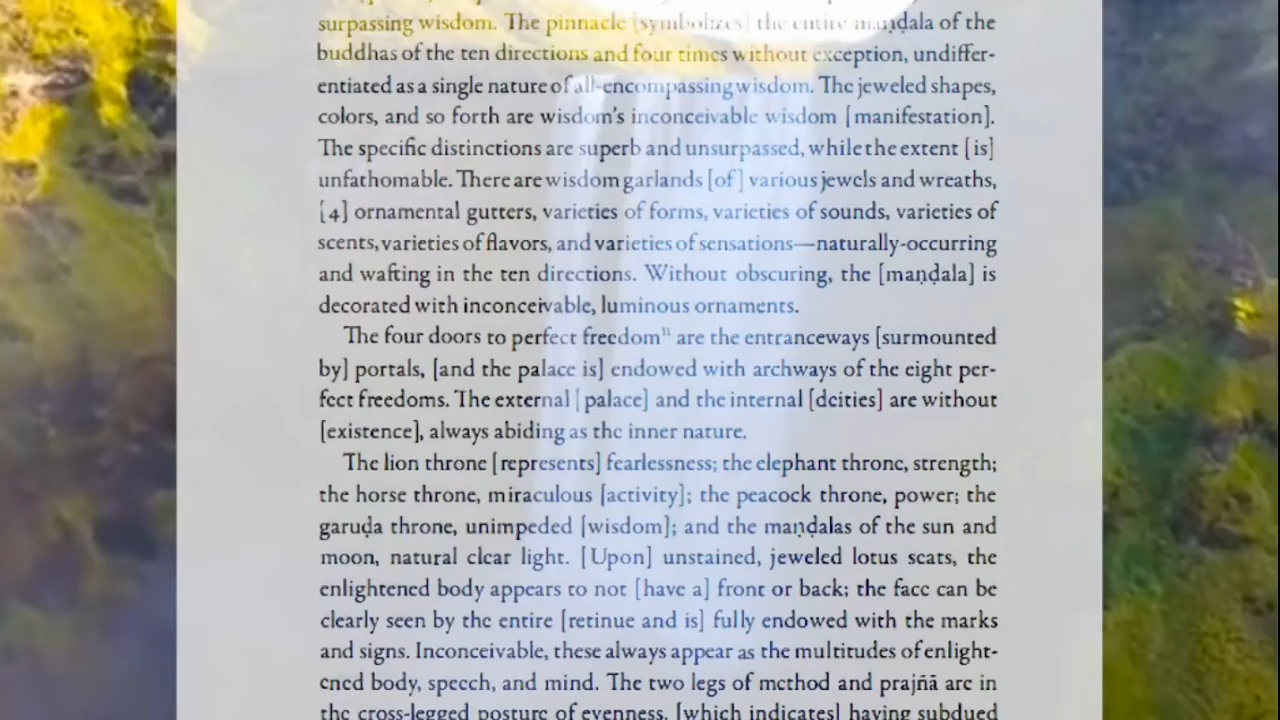 surpassing wisdom. The pinnacle [symbolizes] the entire maṇḍala of the
buddhas of the ten directions and four times without exception, undiffer-
entiated as a single nature of all-encompassing wisdom. The jeweled shapes,
colors, and so forth are wisdom's inconceivable wisdom [manifestation].
The specific distinctions are superb and unsurpassed, while the extent [is]
unfathomable. There are wisdom garlands [of] various jewels and wreaths,
[4] ornamental gutters, varieties of forms, varieties of sounds, varieties of
scents, varieties of flavors, and varieties of sensations—naturally-occurring
and wafting in the ten directions. Without obscuring, the [maṇḍala] is
decorated with inconceivable, luminous ornaments.
The four doors to perfect freedom¹¹ are the entranceways [surmounted
by] portals, [and the palace is] endowed with archways of the eight per-
fect freedoms. The external [palace] and the internal [deities] are without
[existence], always abiding as the inner nature.
The lion throne [represents] fearlessness; the elephant throne, strength;
the horse throne, miraculous [activity]; the peacock throne, power; the
garuḍa throne, unimpeded [wisdom]; and the maṇḍalas of the sun and
moon, natural clear light. [Upon] unstained, jeweled lotus seats, the
enlightened body appears to not [have a] front or back; the face can be
clearly seen by the entire [retinue and is] fully endowed with the marks
and signs. Inconceivable, these always appear as the multitudes of enlight-
ened body, speech, and mind. The two legs of method and prajñā are in
the cross-legged posture of evenness, [which indicates] having subdued